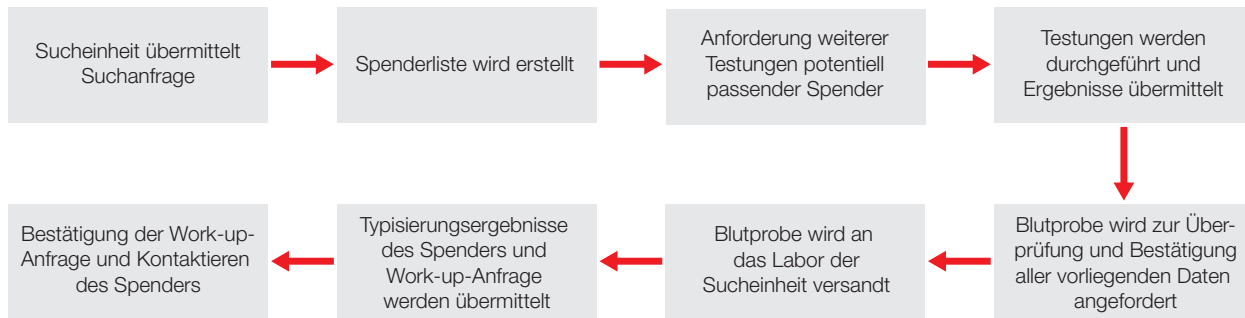 Sucheinheit übermittelt
Suchanfrage
Spenderliste wird erstellt
Anforderung weiterer
Testungen potentiell
passender Spender
Testungen werden
durchgeführt und
Ergebnisse übermittelt
Blutprobe wird zur Über-
prüfung und Bestätigung
aller vorliegenden Daten
angefordert
Blutprobe wird an
das Labor der
Sucheinheit versandt
Typisierungsergebnisse
des Spenders und
Work-up-Anfrage
werden übermittelt
Bestätigung der Work-up-
Anfrage und Kontaktieren
des Spenders